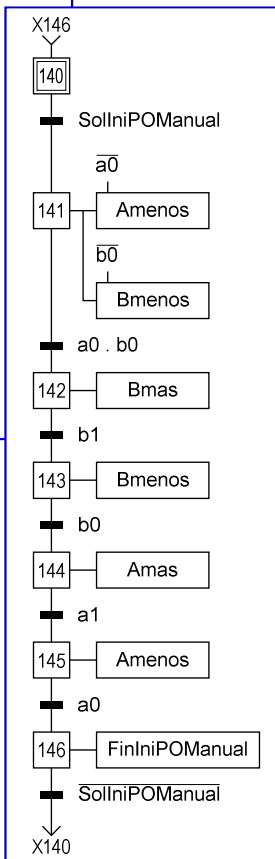 X146
140
SolIniPOManual
a0
141 Amenos
b0
Bmenos
a0 . b0
142 Bmas
b1
143 Bmenos
b0
144 Amas
a1
145 Amenos
a0
146 FinIniPOManual
SolIniPOManual
X140